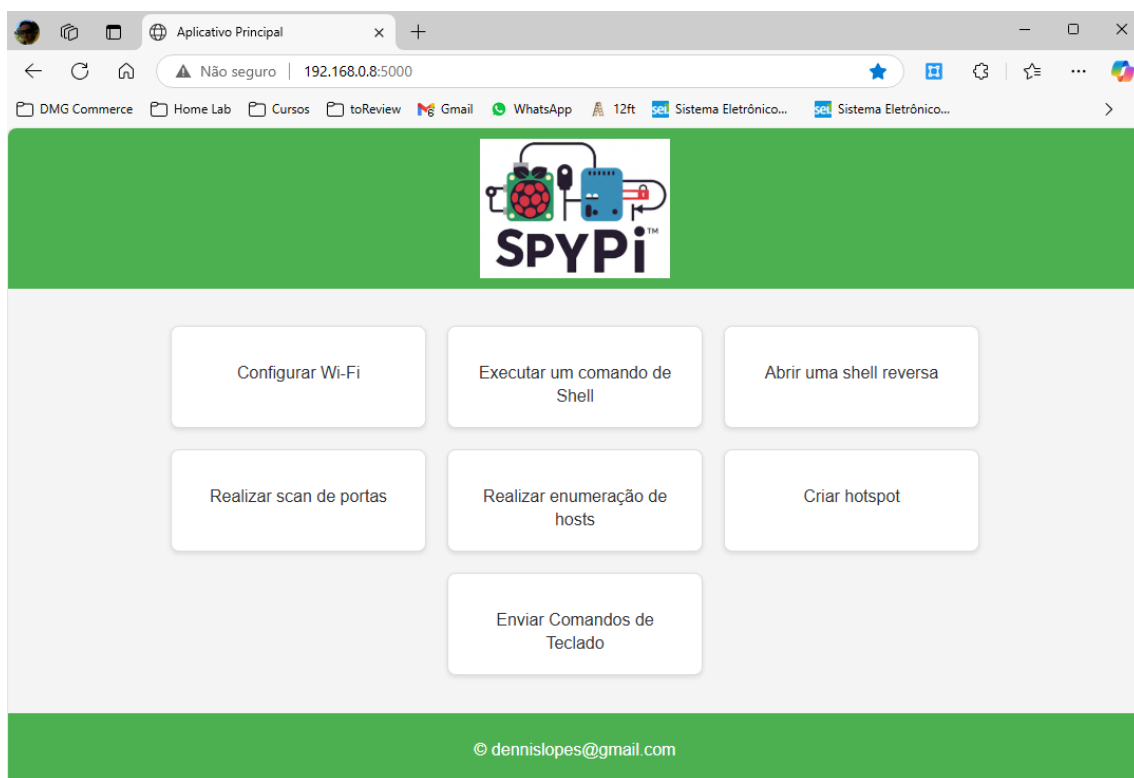 Aplicativo Principal
Não seguro | 192.168.0.8:5000
DMG Commerce Home Lab Cursos toReview Gmail WhatsApp 12ft Sistema Eletrônico... Sistema Eletrônico...
SPYPi™
Configurar Wi-Fi
Executar um comando de
Shell
Abrir uma shell reversa
Realizar scan de portas
Realizar enumeração de
hosts
Criar hotspot
Enviar Comandos de
Teclado
© dennislopes@gmail.com